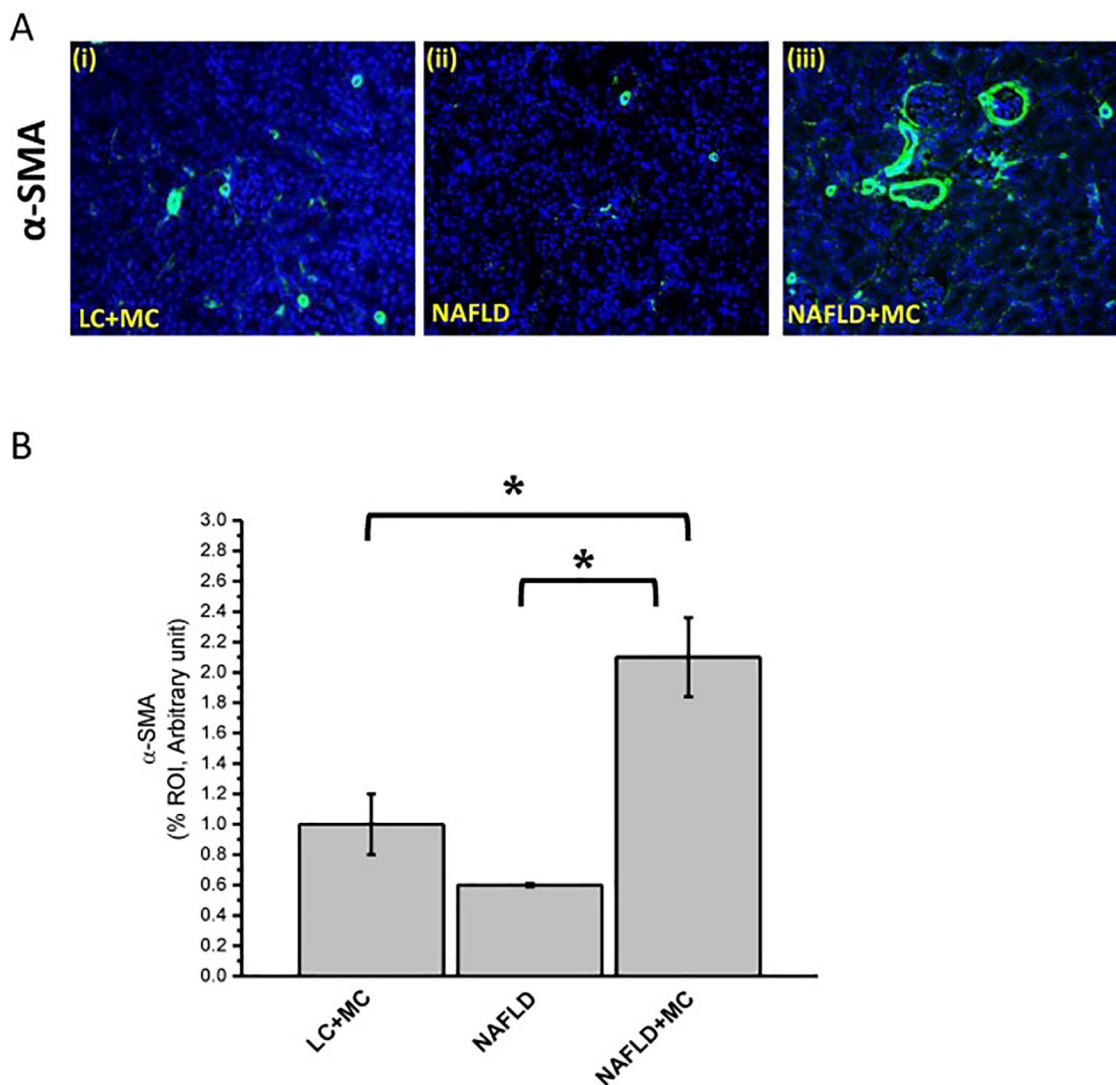 A
(i)
(ii)
(iii)
α-SMA
LC+MC
NAFLD
NAFLD+MC
B
*
*
3.0
2.8
2.6
2.4
2.2
2.0
1.8
1.6
1.4
1.2
1.0
0.8
0.6
0.4
0.2
0.0
α-SMA
(% ROI, Arbitrary unit)
LC+MC
NAFLD
NAFLD+MC